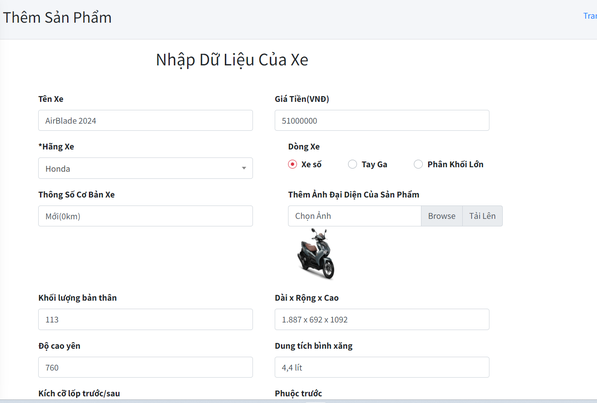 Thêm Sản Phẩm
Nhập Dữ Liệu Của Xe
Tên Xe
Giá Tiền(VNĐ)
AirBlade 2024
51000000
*Hãng Xe
Dòng Xe
Honda
Xe số
Tay Ga
Phân Khối Lớn
Thông Số Cơ Bản Xe
Thêm Ảnh Đại Diện Của Sản Phẩm
Mới(0km)
Chọn Ảnh
Browse
Tải Lên
Khối lượng bản thân
Dài x Rộng x Cao
113
1.887 x 692 x 1092
Độ cao yên
Dung tích bình xăng
760
4,4 lít
Kích cỡ lốp trước/sau
Phuộc trước